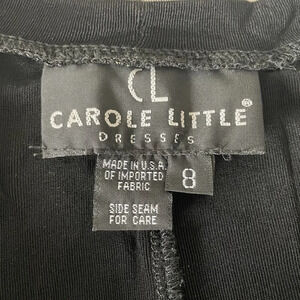 CL
CAROLE LITTLE®
DRESSES
MADE IN U.S.A.
OF IMPORTED
FABRIC
8
SIDE SEAM
FOR CARE